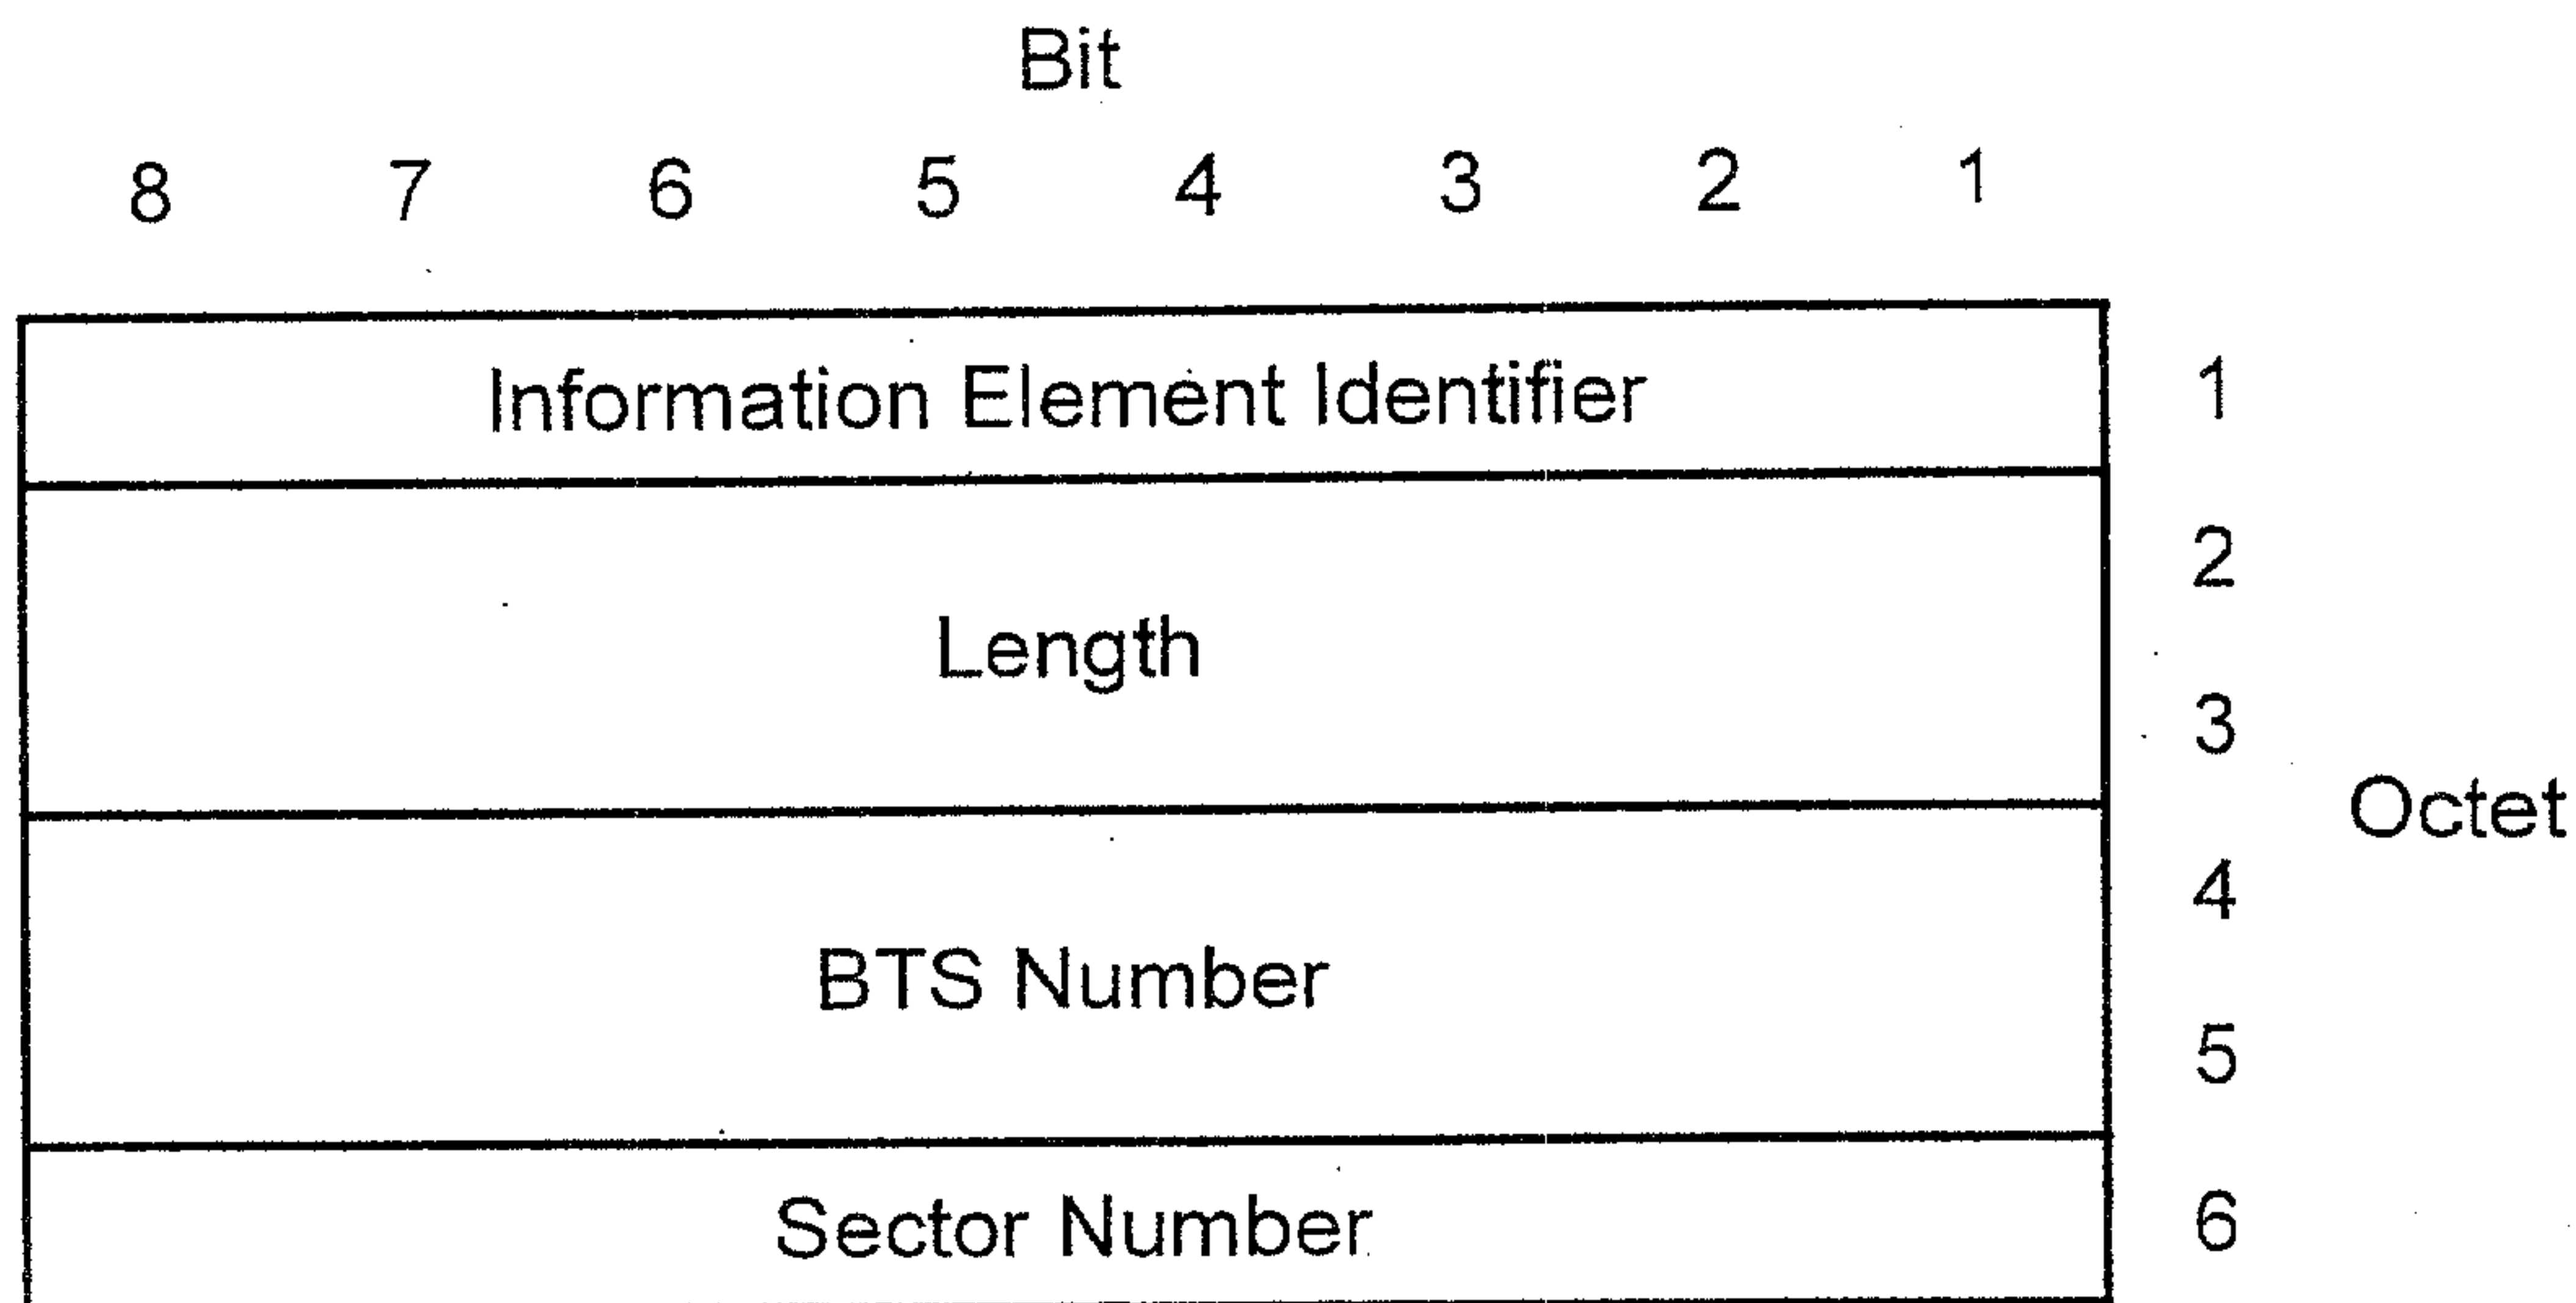 Bit
8 7 6 5 4 3 2 1
Information Element Identifier 1
2
Length
3
Octet
4
BTS Number
5
Sector Number 6